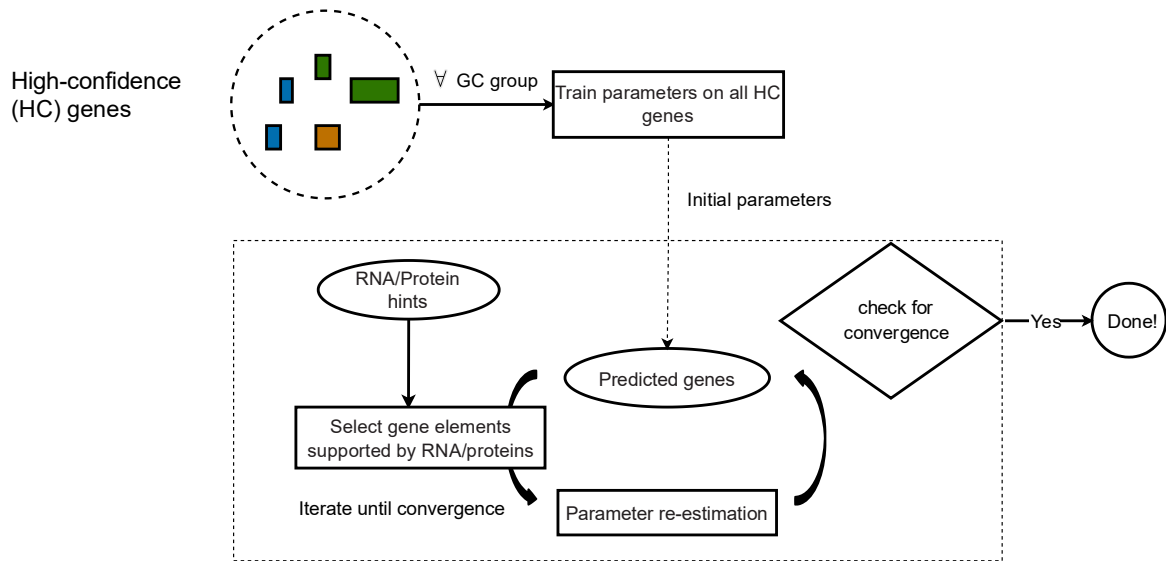 High-confidence
(HC) genes
∀ GC group
Train parameters on all HC
genes
Initial parameters
RNA/Protein
hints
check for
convergence
Yes
Done!
Predicted genes
Select gene elements
supported by RNA/proteins
Iterate until convergence
Parameter re-estimation